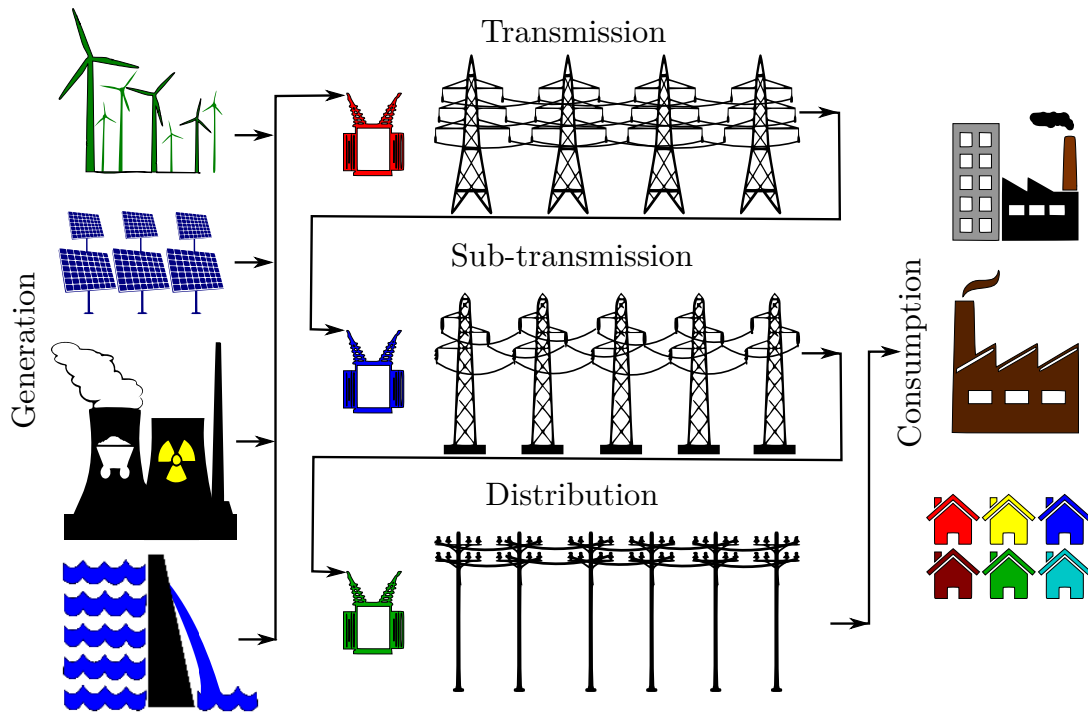 Generation
Transmission
Sub-transmission
Distribution
Consumption